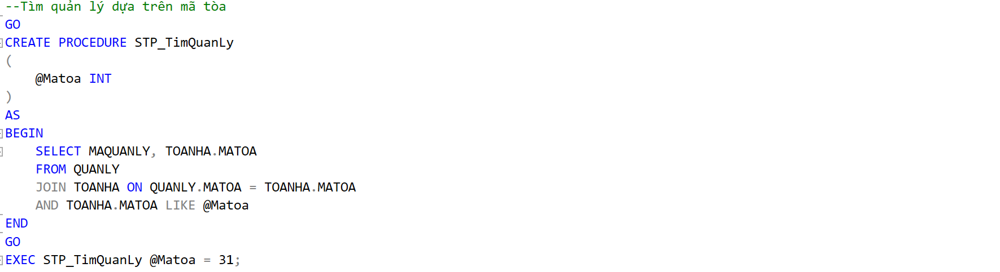 --Tìm quản lý dựa trên mã tòa
GO
CREATE PROCEDURE STP_TimQuanLy
(
    @Matoa INT
)
AS
BEGIN
    SELECT MAQUANLY, TOANHA.MATOA
    FROM QUANLY
    JOIN TOANHA ON QUANLY.MATOA = TOANHA.MATOA
    AND TOANHA.MATOA LIKE @Matoa
END
GO
EXEC STP_TimQuanLy @Matoa = 31;